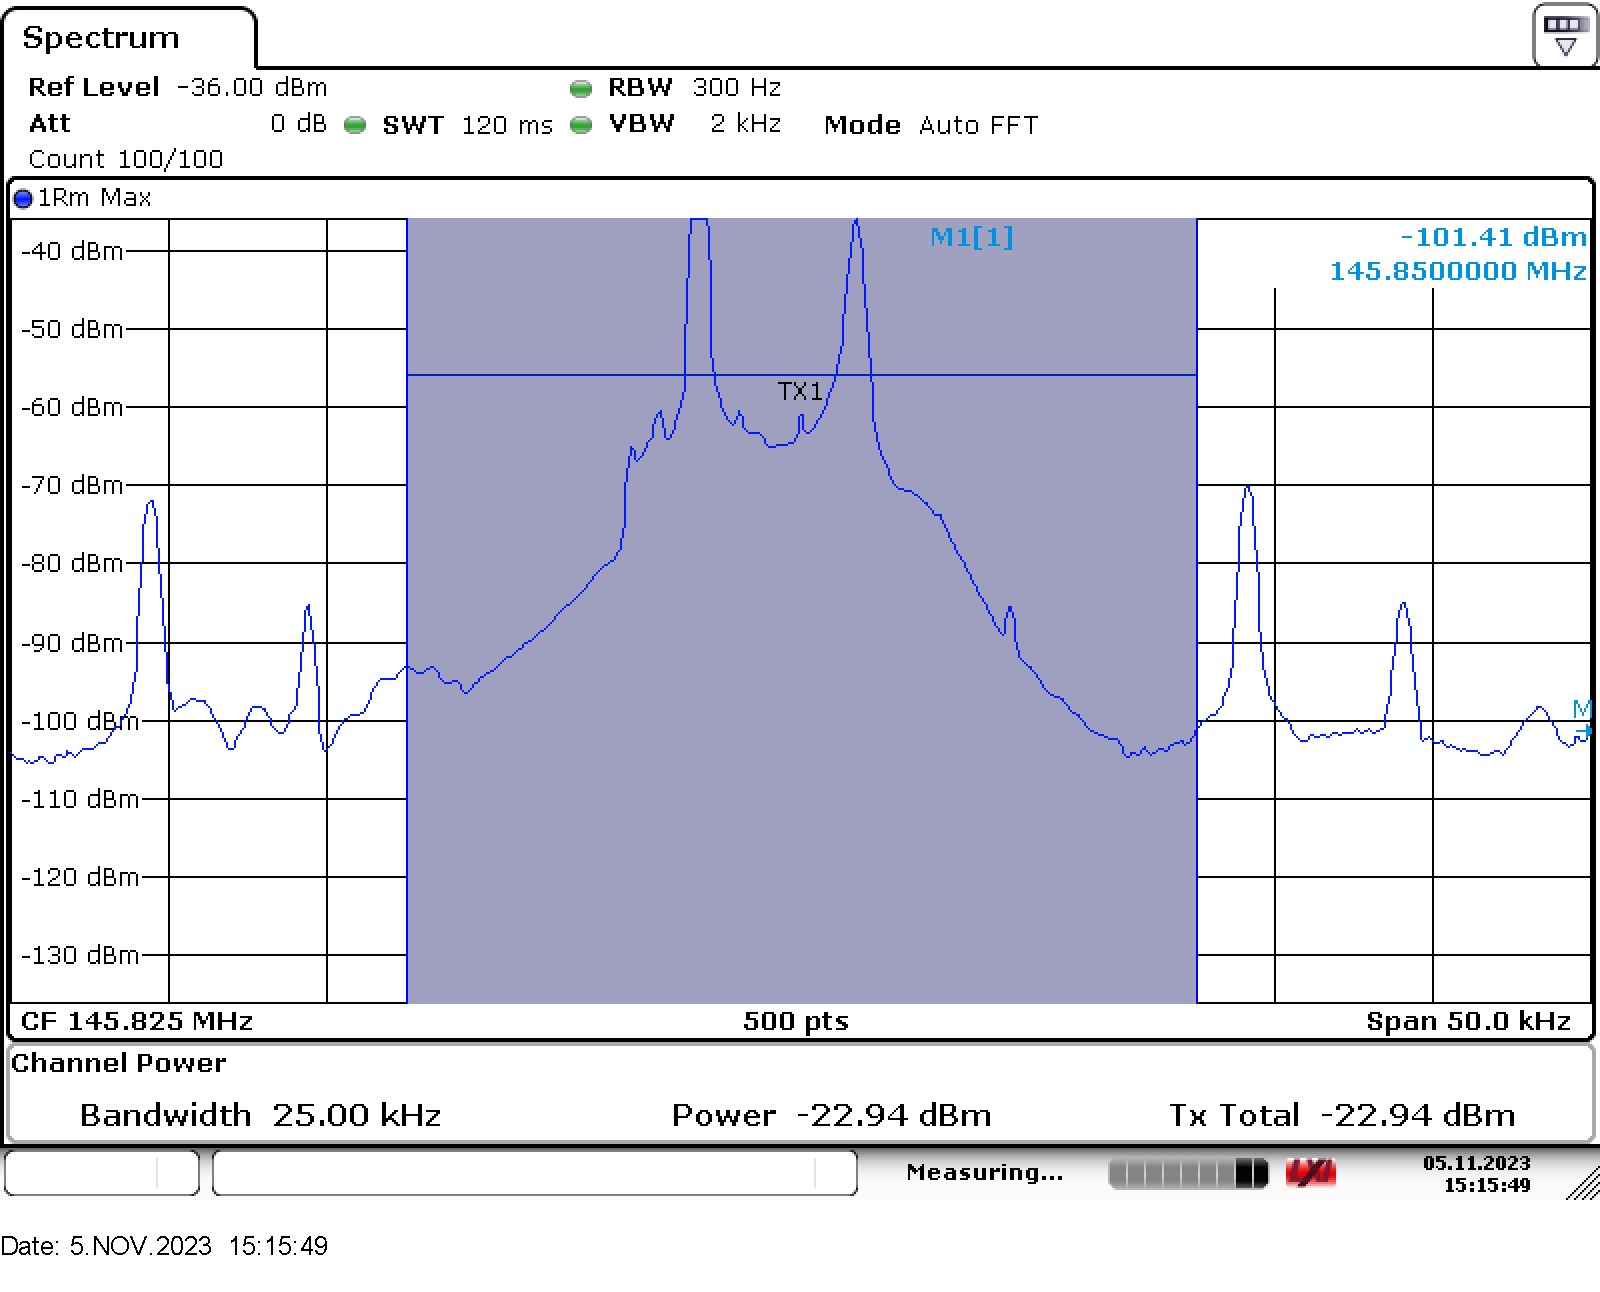 Spectrum
Ref Level -36.00 dBm RBW 300 Hz
Att 0 dB SWT 120 ms VBW 2 kHz Mode Auto FFT
Count 100/100
1Rm Max
M1[1] -101.41 dBm
145.8500000 MHz
-40 dBm
-50 dBm
TX1
-60 dBm
-70 dBm
-80 dBm
-90 dBm
M
-100 dBm
-110 dBm
-120 dBm
-130 dBm
CF 145.825 MHz 500 pts Span 50.0 kHz
Channel Power
Bandwidth 25.00 kHz Power -22.94 dBm Tx Total -22.94 dBm
Measuring... LXI 05.11.2023
15:15:49
Date: 5.NOV.2023 15:15:49